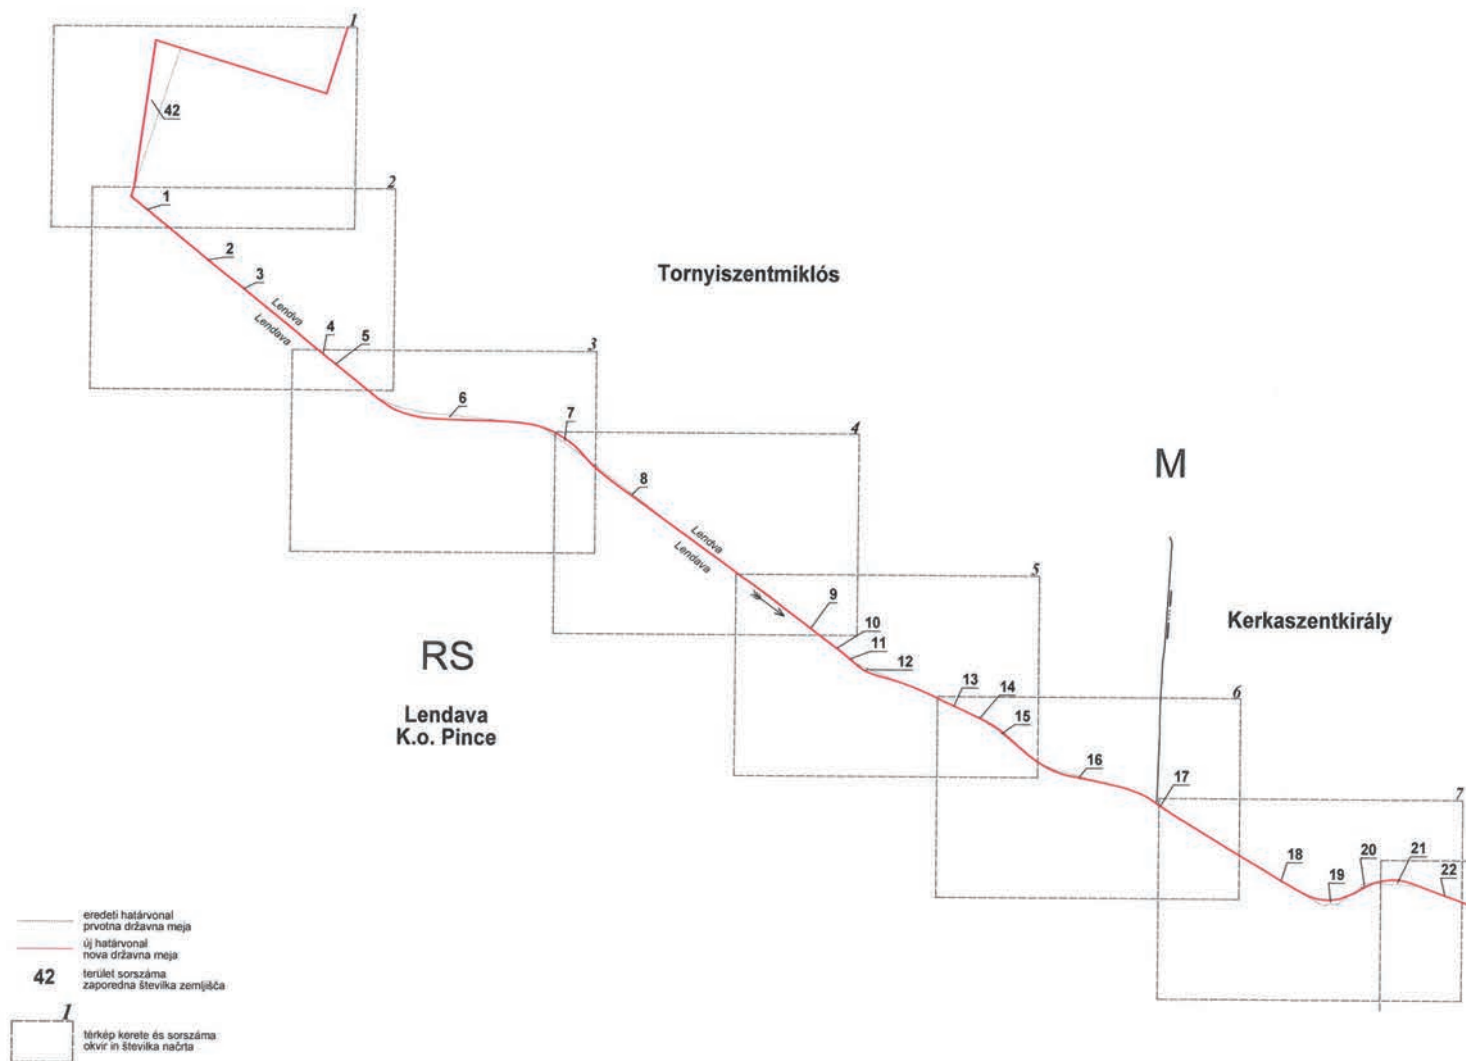 1
42
2
1
2
3
Lendva
Lendava
4
5
Tornyiszentmiklós
3
6
7
4
8
Lendva
Lendava
M
5
9
10
11
12
Kerkaszentkirály
RS
Lendava
K.o. Pince
13
14
15
6
16
17
7
18
19
20
21
22
eredeti határvonal
prvotna državna meja
új határvonal
nova državna meja
42
terület sorszáma
zaporedna številka zemljišča
1
térkép kerete és sorszáma
okvir in številka načrta